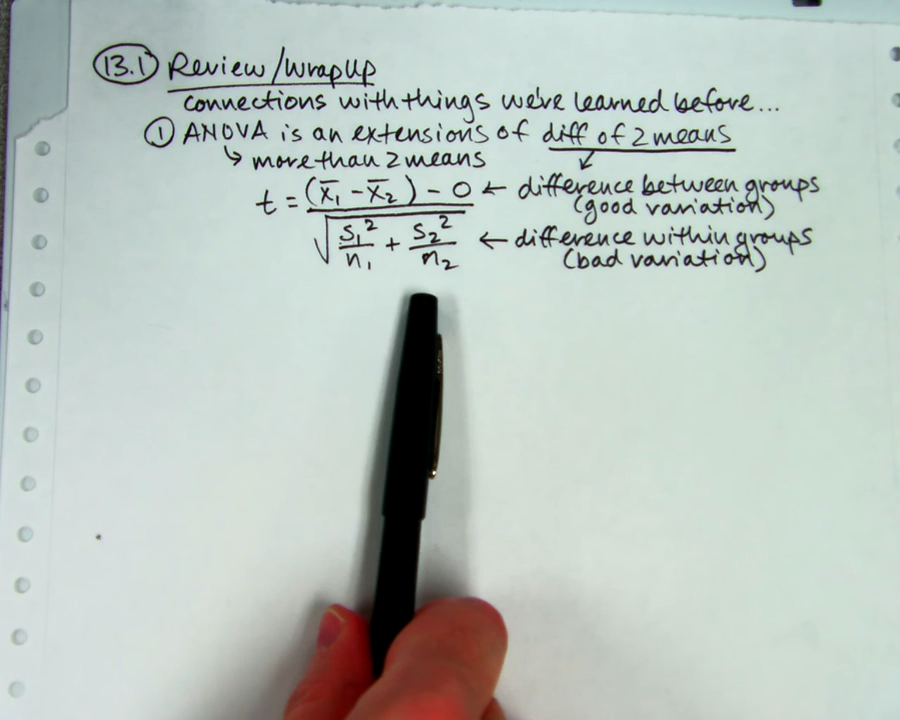 13.1 Review/Wrapup
connections with things we've learned before...
① ANOVA is an extensions of diff of 2 means
↳ more than 2 means ↙
t = (x̄₁ - x̄₂) - 0 ← difference between groups
(good variation)
√ s₁²/n₁ + s₂²/n₂ ← difference within groups
(bad variation)